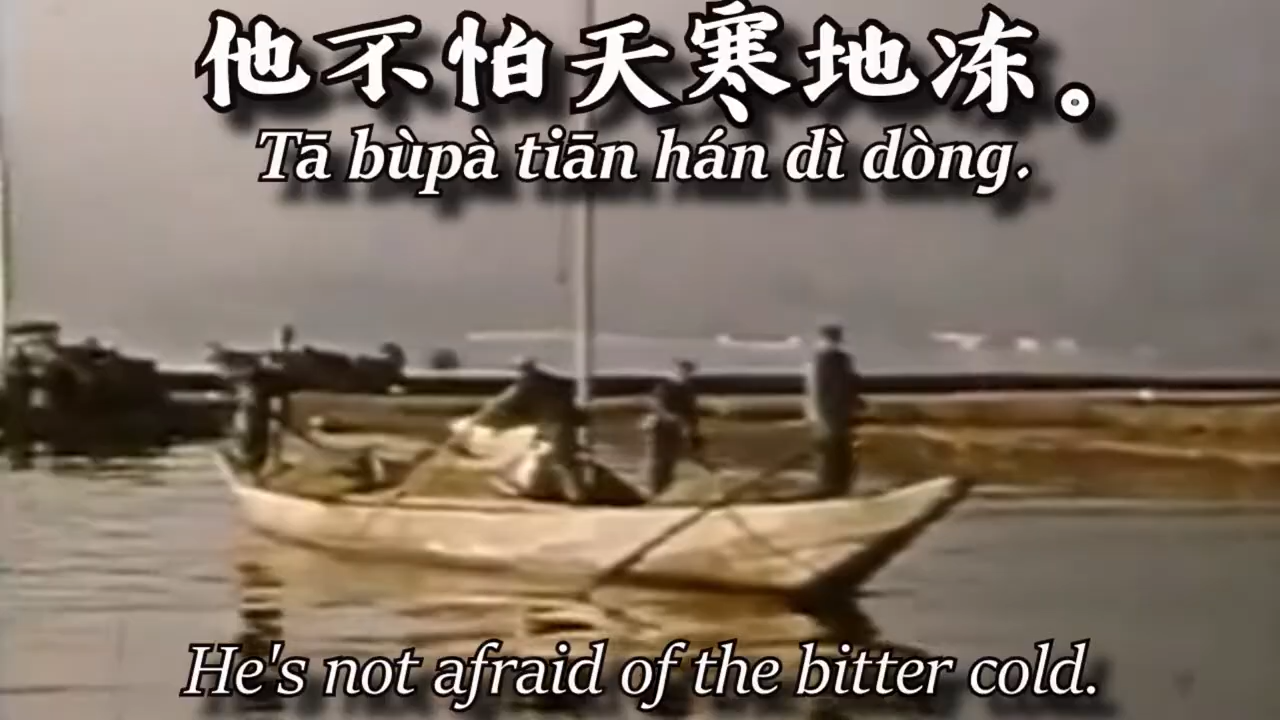 他不怕天寒地冻。
Tā bùpà tiān hán dì dòng.
He's not afraid of the bitter cold.